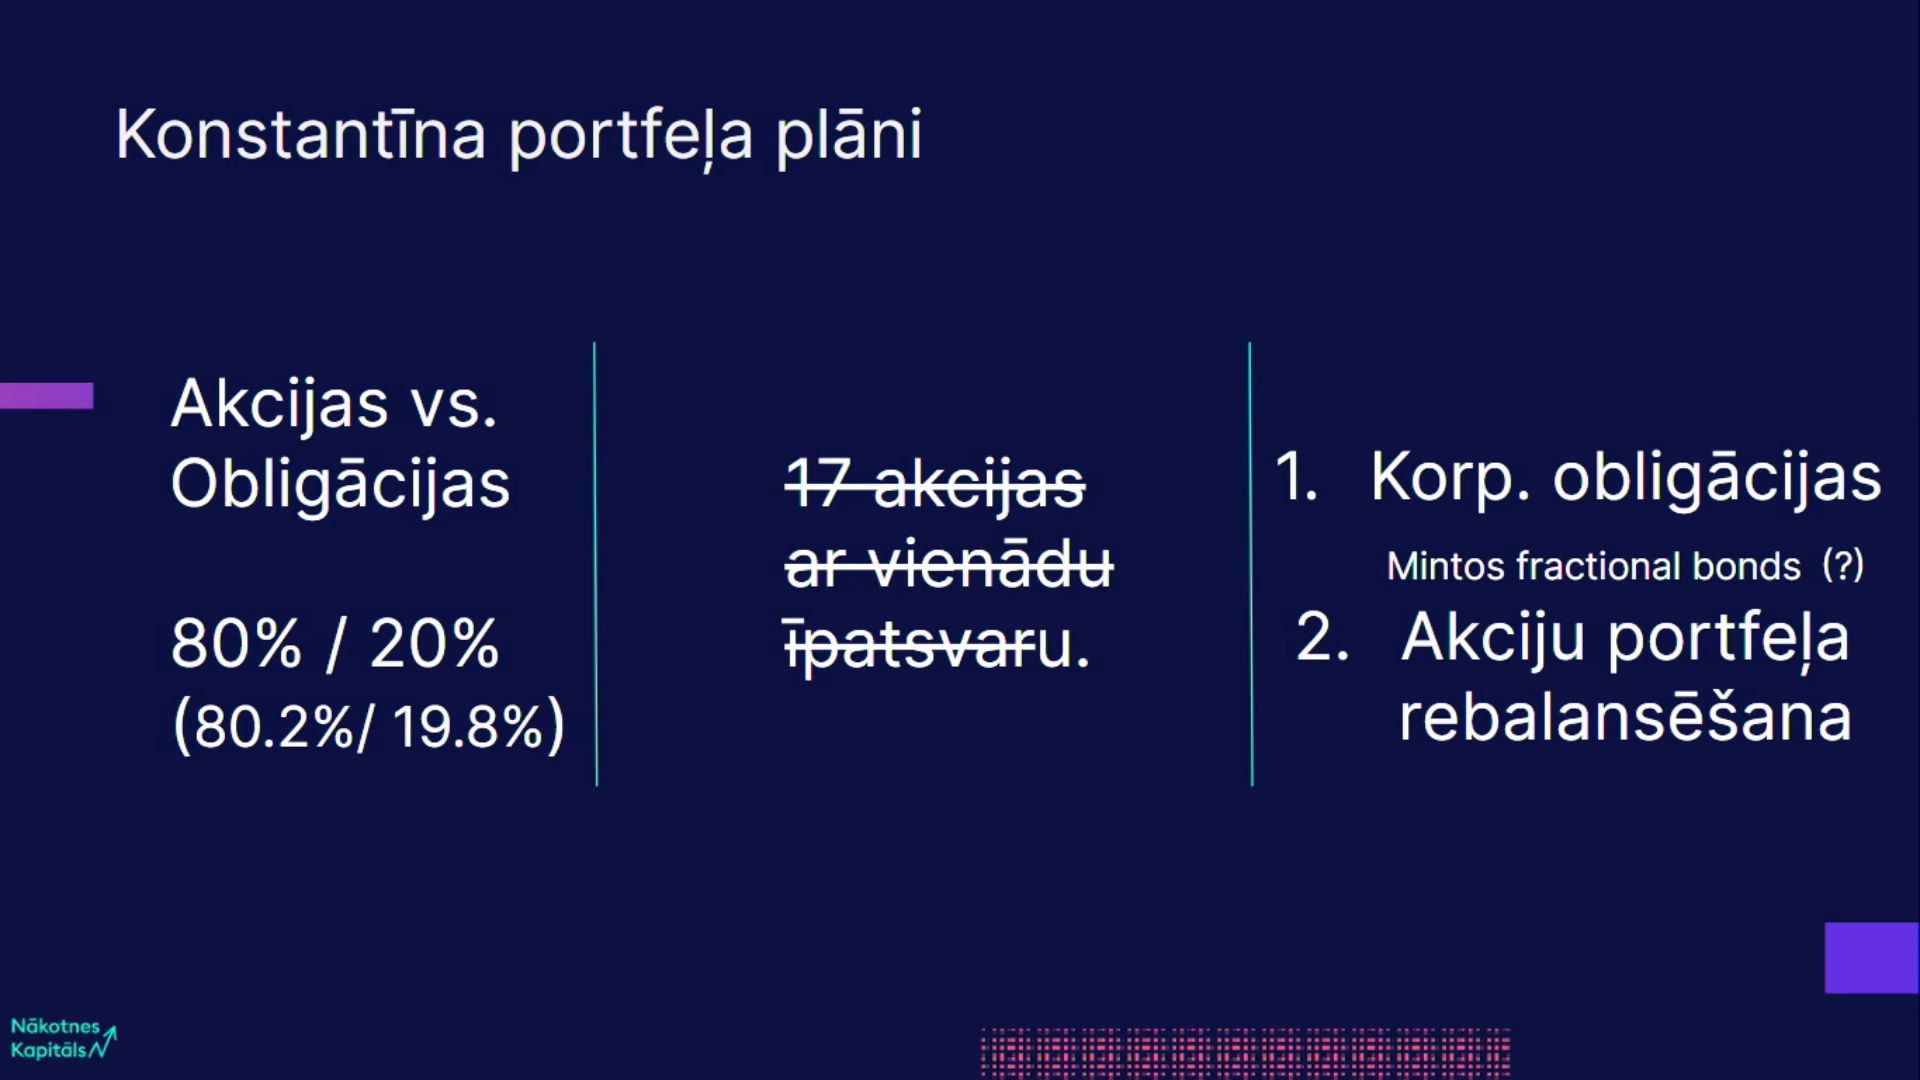 Konstantīna portfeļa plāni
Akcijas vs.
Obligācijas
80% / 20%
(80.2%/ 19.8%)
17 akcijas
ar vienādu
īpatsvaru.
1. Korp. obligācijas
Mintos fractional bonds (?)
2. Akciju portfeļa
rebalansēšana
Nākotnes
Kapitāls